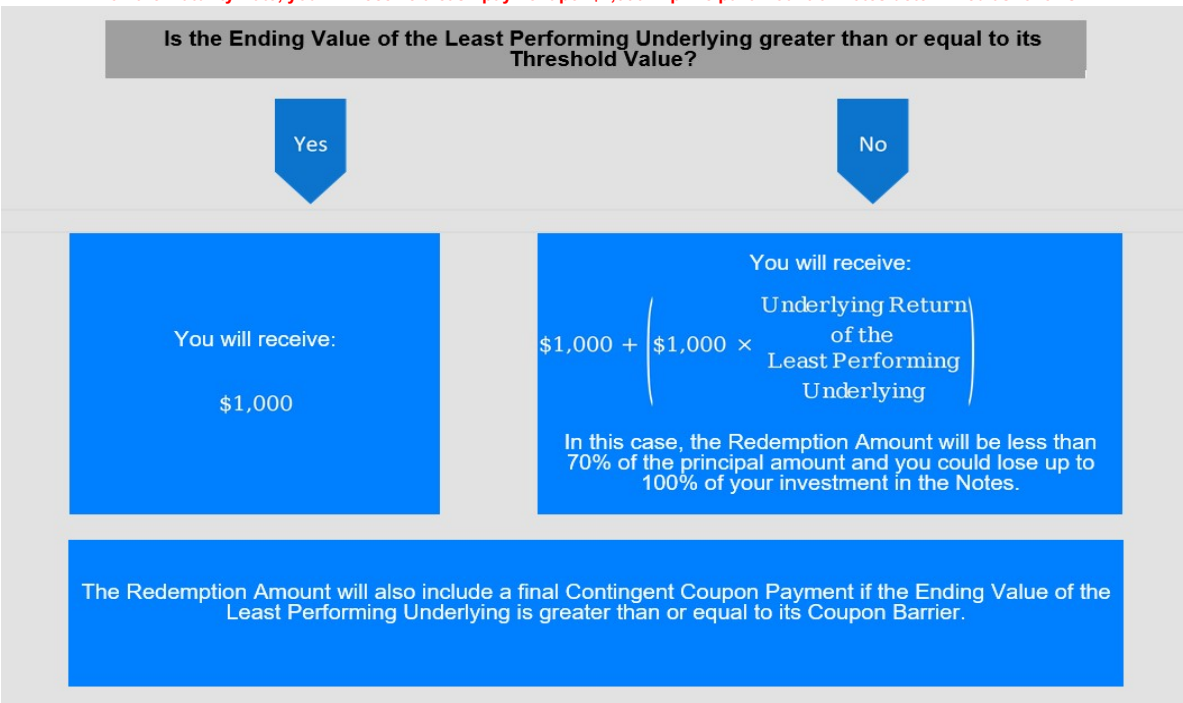 Is the Ending Value of the Least Performing Underlying greater than or equal to its
Threshold Value?
Yes
No
You will receive:
$1,000
You will receive:
$1,000 + ($1,000 × Underlying Return
of the
Least Performing
Underlying)
In this case, the Redemption Amount will be less than
70% of the principal amount and you could lose up to
100% of your investment in the Notes.
The Redemption Amount will also include a final Contingent Coupon Payment if the Ending Value of the
Least Performing Underlying is greater than or equal to its Coupon Barrier.